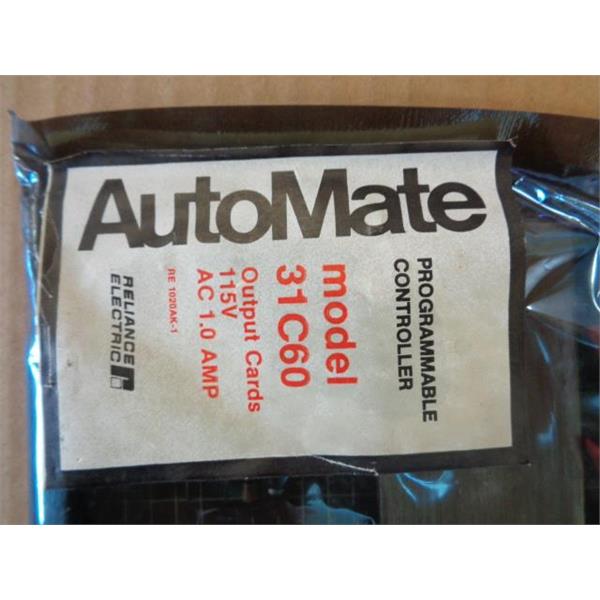 AutoMate
PROGRAMMABLE
CONTROLLER
model
31C60
Output Cards
115V
AC 1.0 AMP
RE 1020AK-1
RELIANCE
ELECTRIC